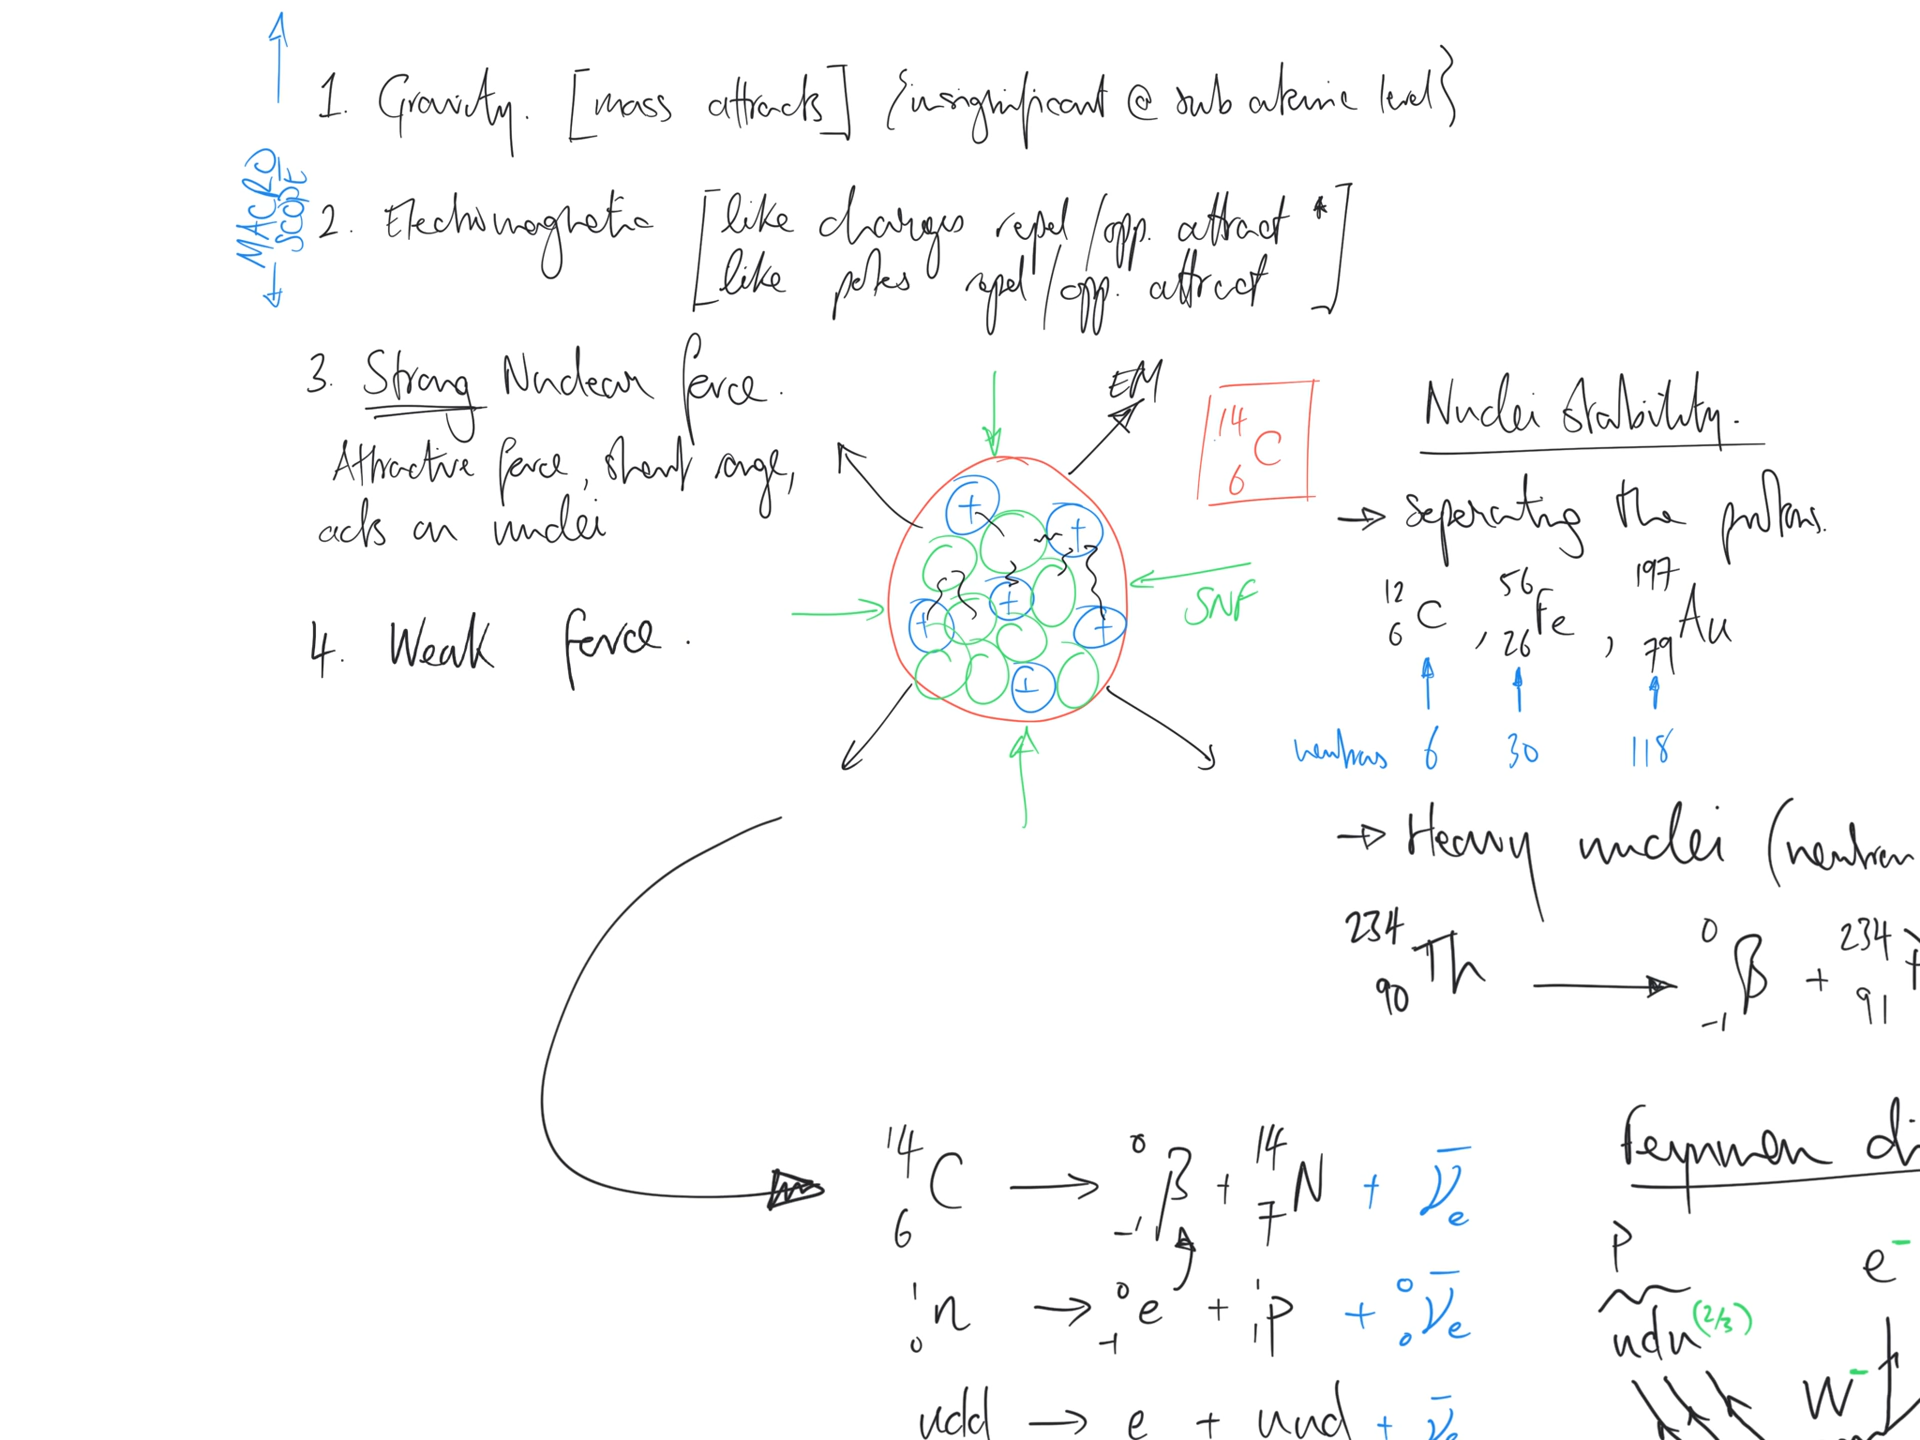 1. Gravity. [mass attracts] {insignificant @ sub atomic level}
MACRO
SCOPE
2. Electromagnetic [like charges repel/opp. attract *
like poles repel/opp. attract]
3. Strong Nuclear force.
Attractive force, short range,
acts on nuclei
4. Weak force.
EM
SNF
14
6 C
Nuclei stability.
→ seperating the protons.
12 6 C, 56 26 Fe, 197 79 Au
neutrons 6 30 118
→ Heavy nuclei (neutron
234 90 Th → 0 -1 β + 234 91
14 6 C → 0 -1 β + 14 7 N + ν̄e
1 0 n → 0 -1 e + 1 1 p + 0 0 ν̄e
udd → e + uud + ν̄e
Feynman di
p
e-
udu (2/3)
W-
+ + + + + +